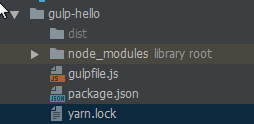 gulp-hello
dist
node_modules library root
gulpfile.js
package.json
yarn.lock